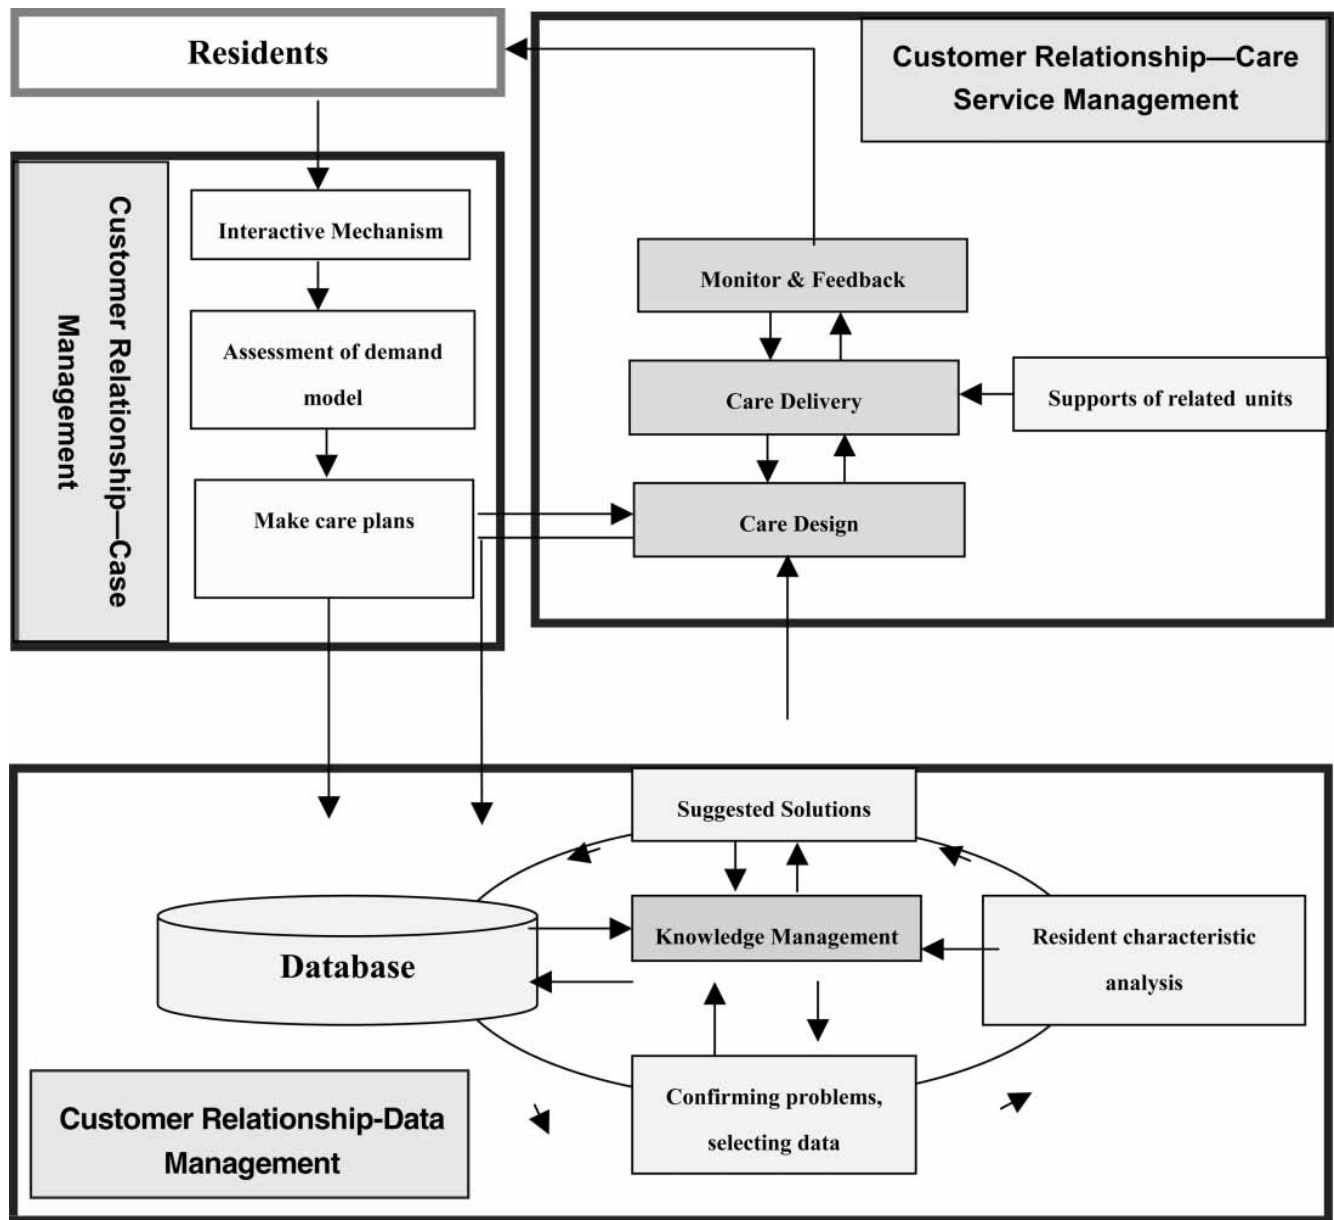 Residents
Customer Relationship—Care
Service Management
Customer Relationship—Case
Management
Interactive Mechanism
Assessment of demand
model
Make care plans
Monitor & Feedback
Care Delivery
Supports of related units
Care Design
Suggested Solutions
Knowledge Management
Resident characteristic
analysis
Database
Confirming problems,
selecting data
Customer Relationship-Data
Management